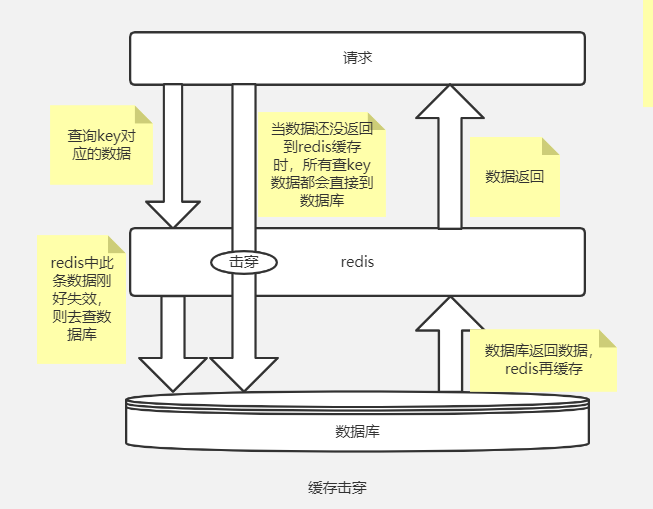 请求
查询key对
应的数据
当数据还没返回
到redis缓存
时，所有查key
数据都会直接到
数据库
数据返回
击穿
redis
redis中此
条数据刚
好失效，
则去查数
据库
数据库返回数据，
redis再缓存
数据库
缓存击穿